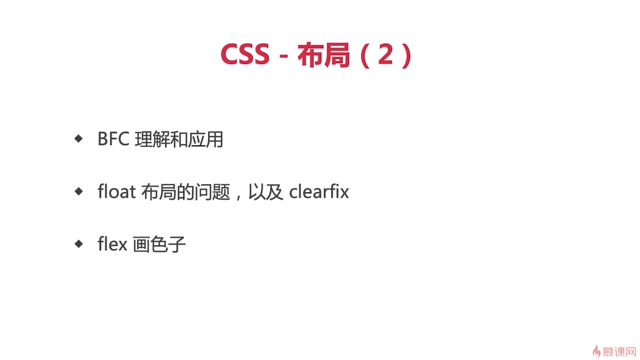 CSS - 布局（2）
◆ BFC 理解和应用
◆ float 布局的问题，以及 clearfix
◆ flex 画色子
慕课网